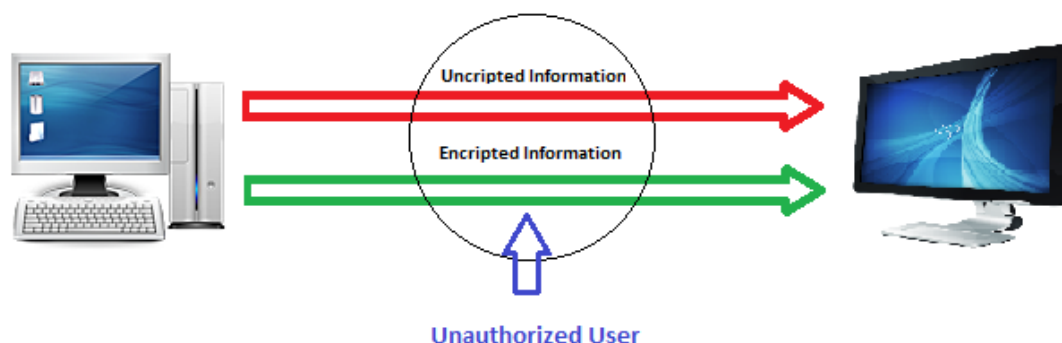 Uncripted Information
Encripted Information
Unauthorized User